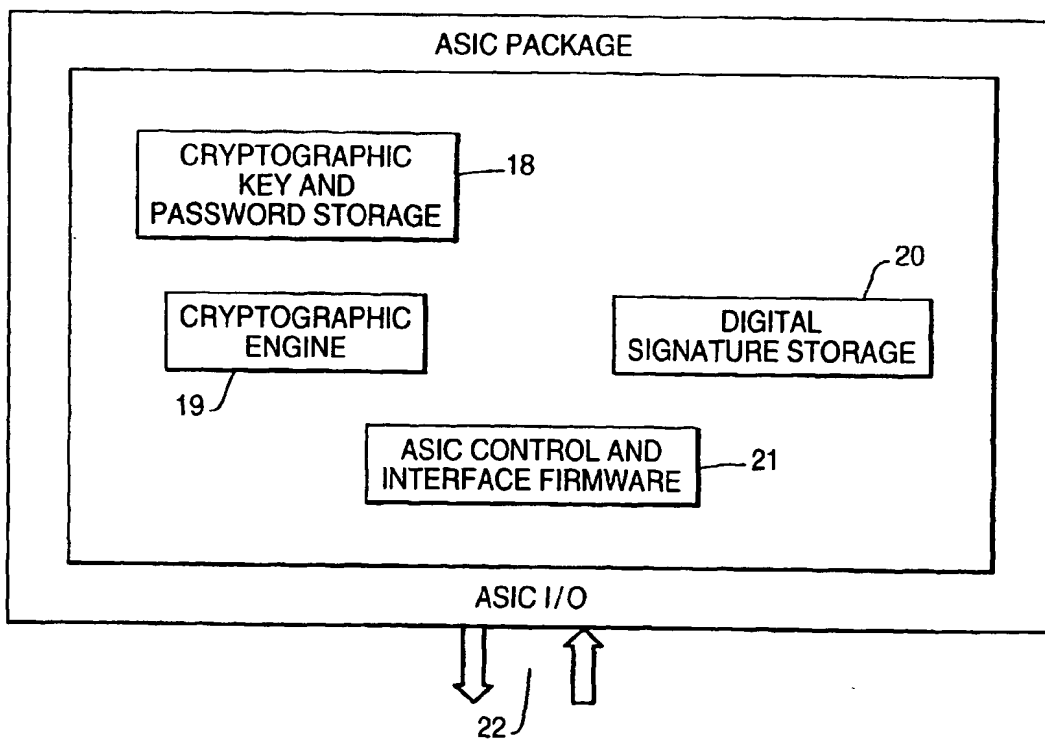 ASIC PACKAGE
CRYPTOGRAPHIC
KEY AND
PASSWORD STORAGE
18
20
CRYPTOGRAPHIC
ENGINE
DIGITAL
SIGNATURE STORAGE
19
ASIC CONTROL AND
INTERFACE FIRMWARE
21
ASIC I/O
22